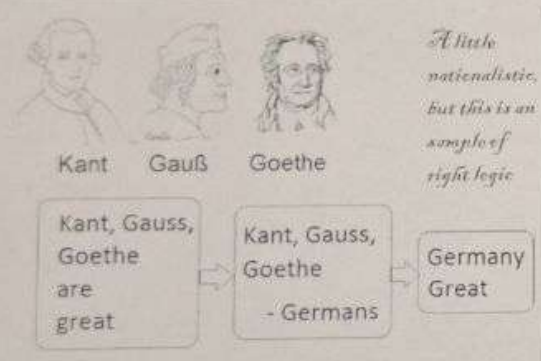 Kant
Gauß
Goethe
A little
nationalistic,
but this is an
sample of
right logic
Kant, Gauss,
Goethe
are
great
Kant, Gauss,
Goethe
- Germans
Germany
Great